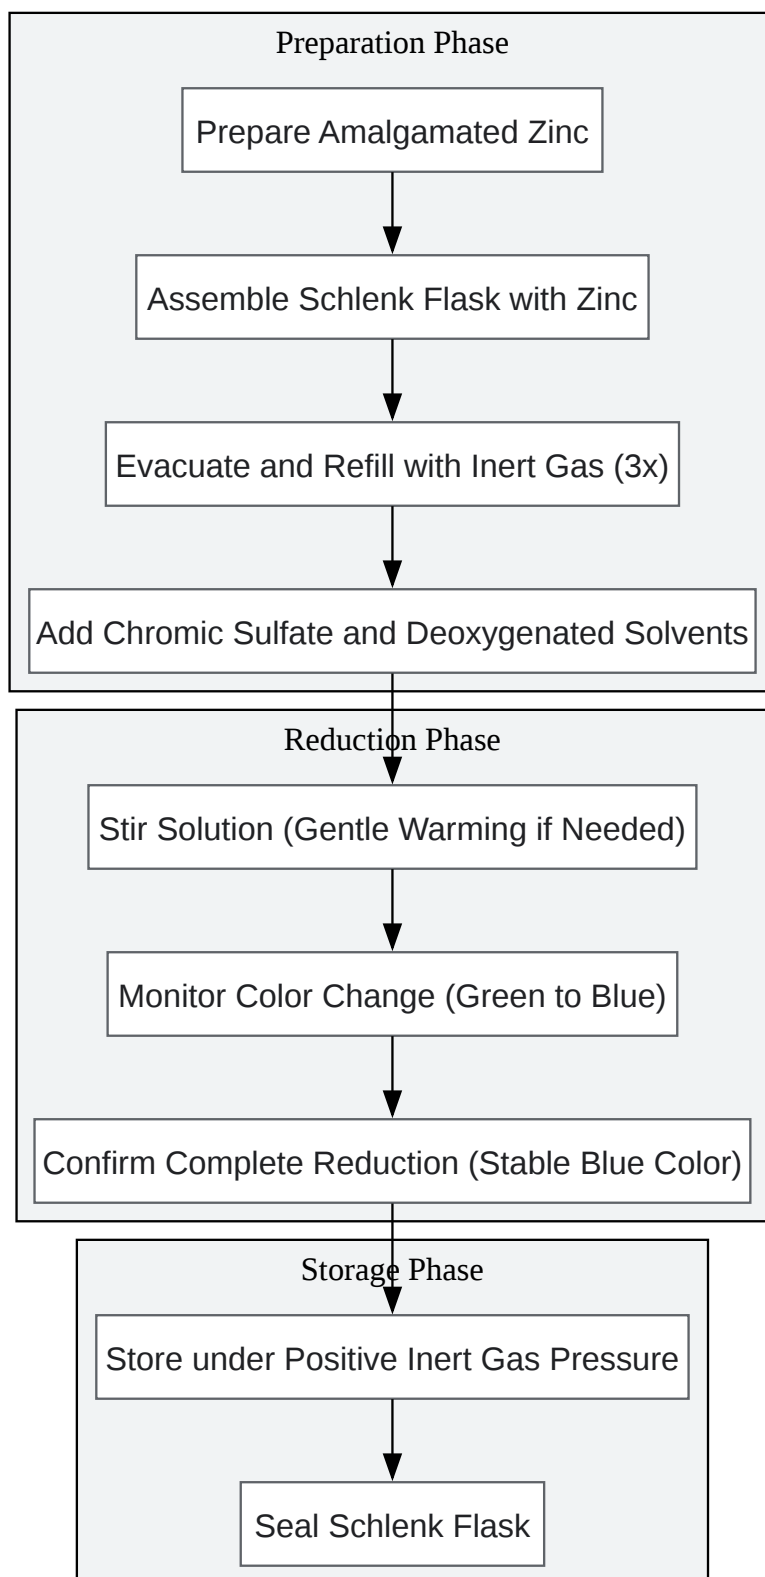 Preparation Phase
Prepare Amalgamated Zinc
Assemble Schlenk Flask with Zinc
Evacuate and Refill with Inert Gas (3x)
Add Chromic Sulfate and Deoxygenated Solvents
Reduction Phase
Stir Solution (Gentle Warming if Needed)
Monitor Color Change (Green to Blue)
Confirm Complete Reduction (Stable Blue Color)
Storage Phase
Store under Positive Inert Gas Pressure
Seal Schlenk Flask